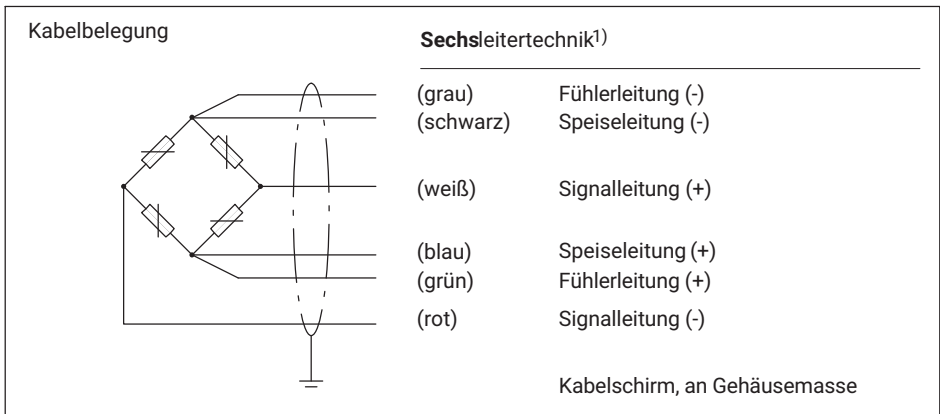 Kabelbelegung
Sechsleitertechnik1)
(grau) Fühlerleitung (-)
(schwarz) Speiseleitung (-)
(weiß) Signalleitung (+)
(blau) Speiseleitung (+)
(grün) Fühlerleitung (+)
(rot) Signalleitung (-)
Kabelschirm, an Gehäusemasse